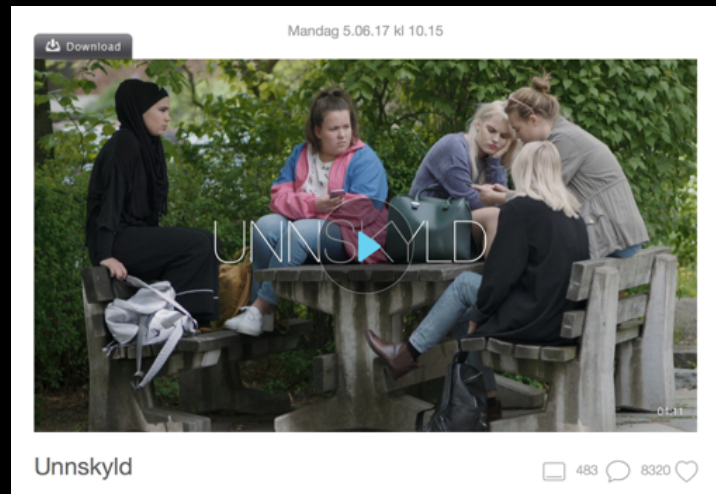 Mandag 5.06.17 kl 10.15
Download
UNNSKYLD
01:11
Unnskyld
483 8320